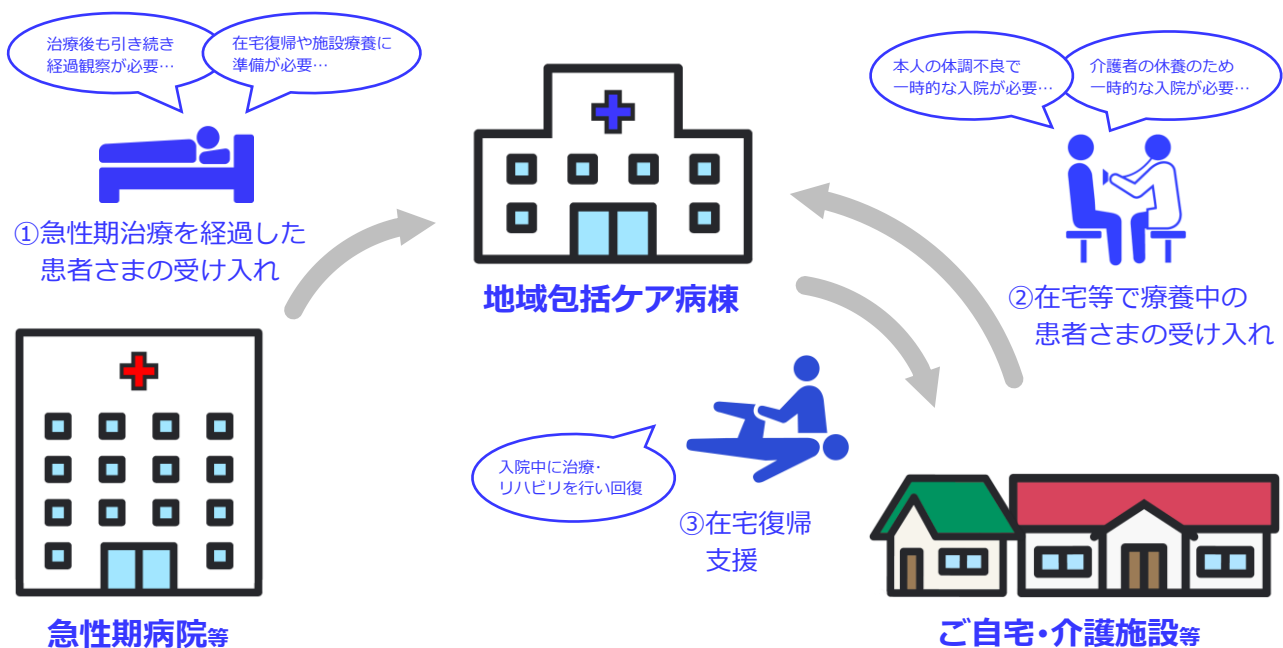 治療後も引き続き
経過観察が必要…
在宅復帰や施設療養に
準備が必要…
①急性期治療を経過した
患者さまの受け入れ
急性期病院等
地域包括ケア病棟
本人の体調不良で
一時的な入院が必要…
介護者の休養のため
一時的な入院が必要…
②在宅等で療養中の
患者さまの受け入れ
入院中に治療・
リハビリを行い回復
③在宅復帰
支援
ご自宅・介護施設等